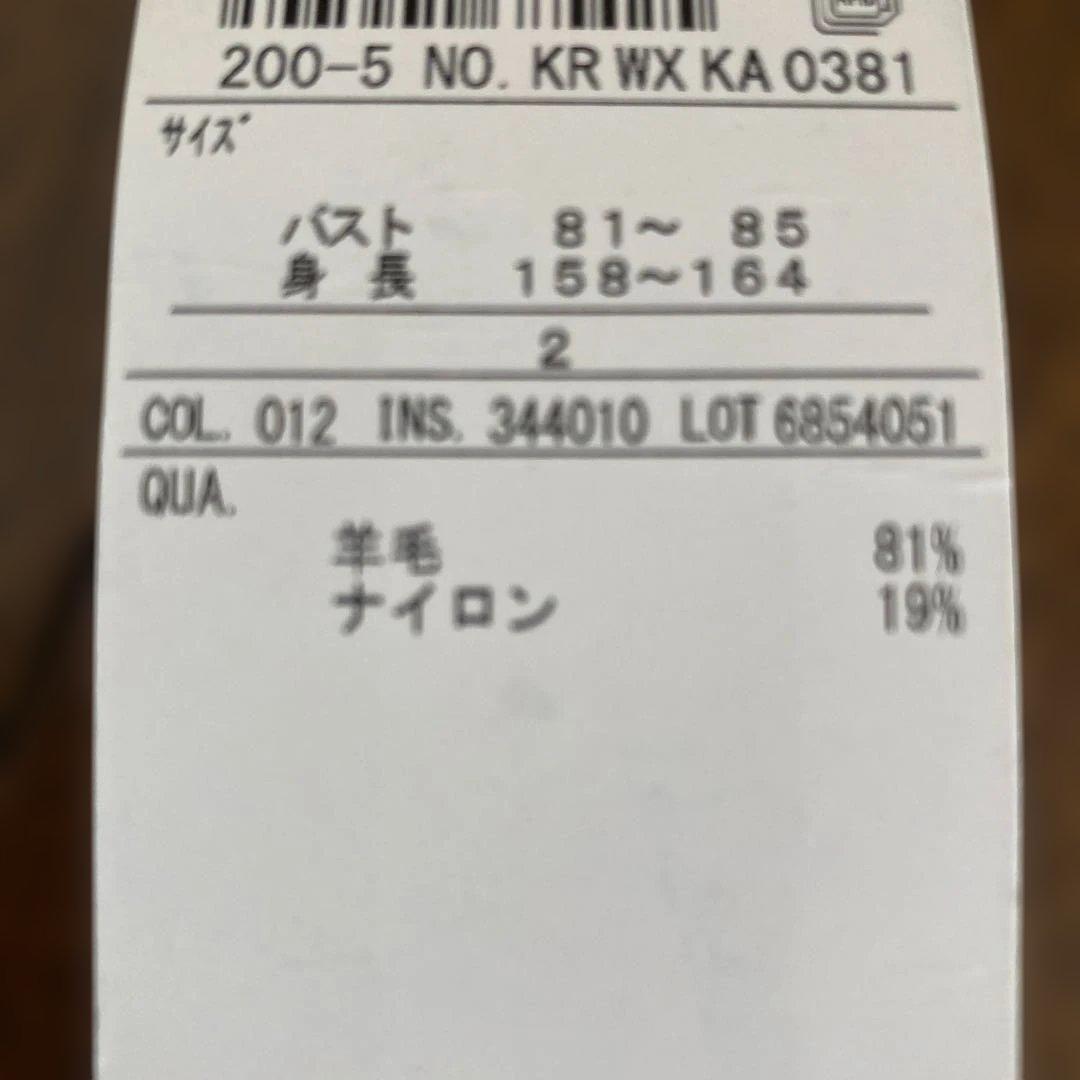 200-5 NO. KR WX KA 0381
サイズ
バスト 81～ 85
身 長 158～164
2
COL. 012 INS. 344010 LOT 6854051
QUA.
羊毛 81%
ナイロン 19%